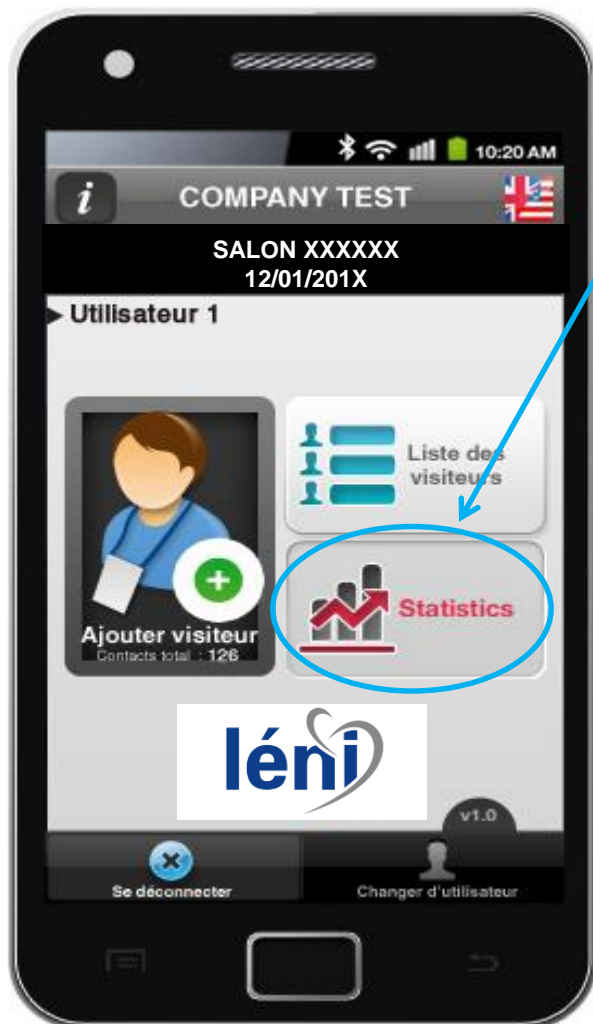 10:20 AM
i COMPANY TEST
SALON XXXXXX
12/01/201X
Utilisateur 1
Liste des
visiteurs
Statistics
Ajouter visiteur
Contacts total : 126
léni
v1.0
Se déconnecter
Changer d'utilisateur